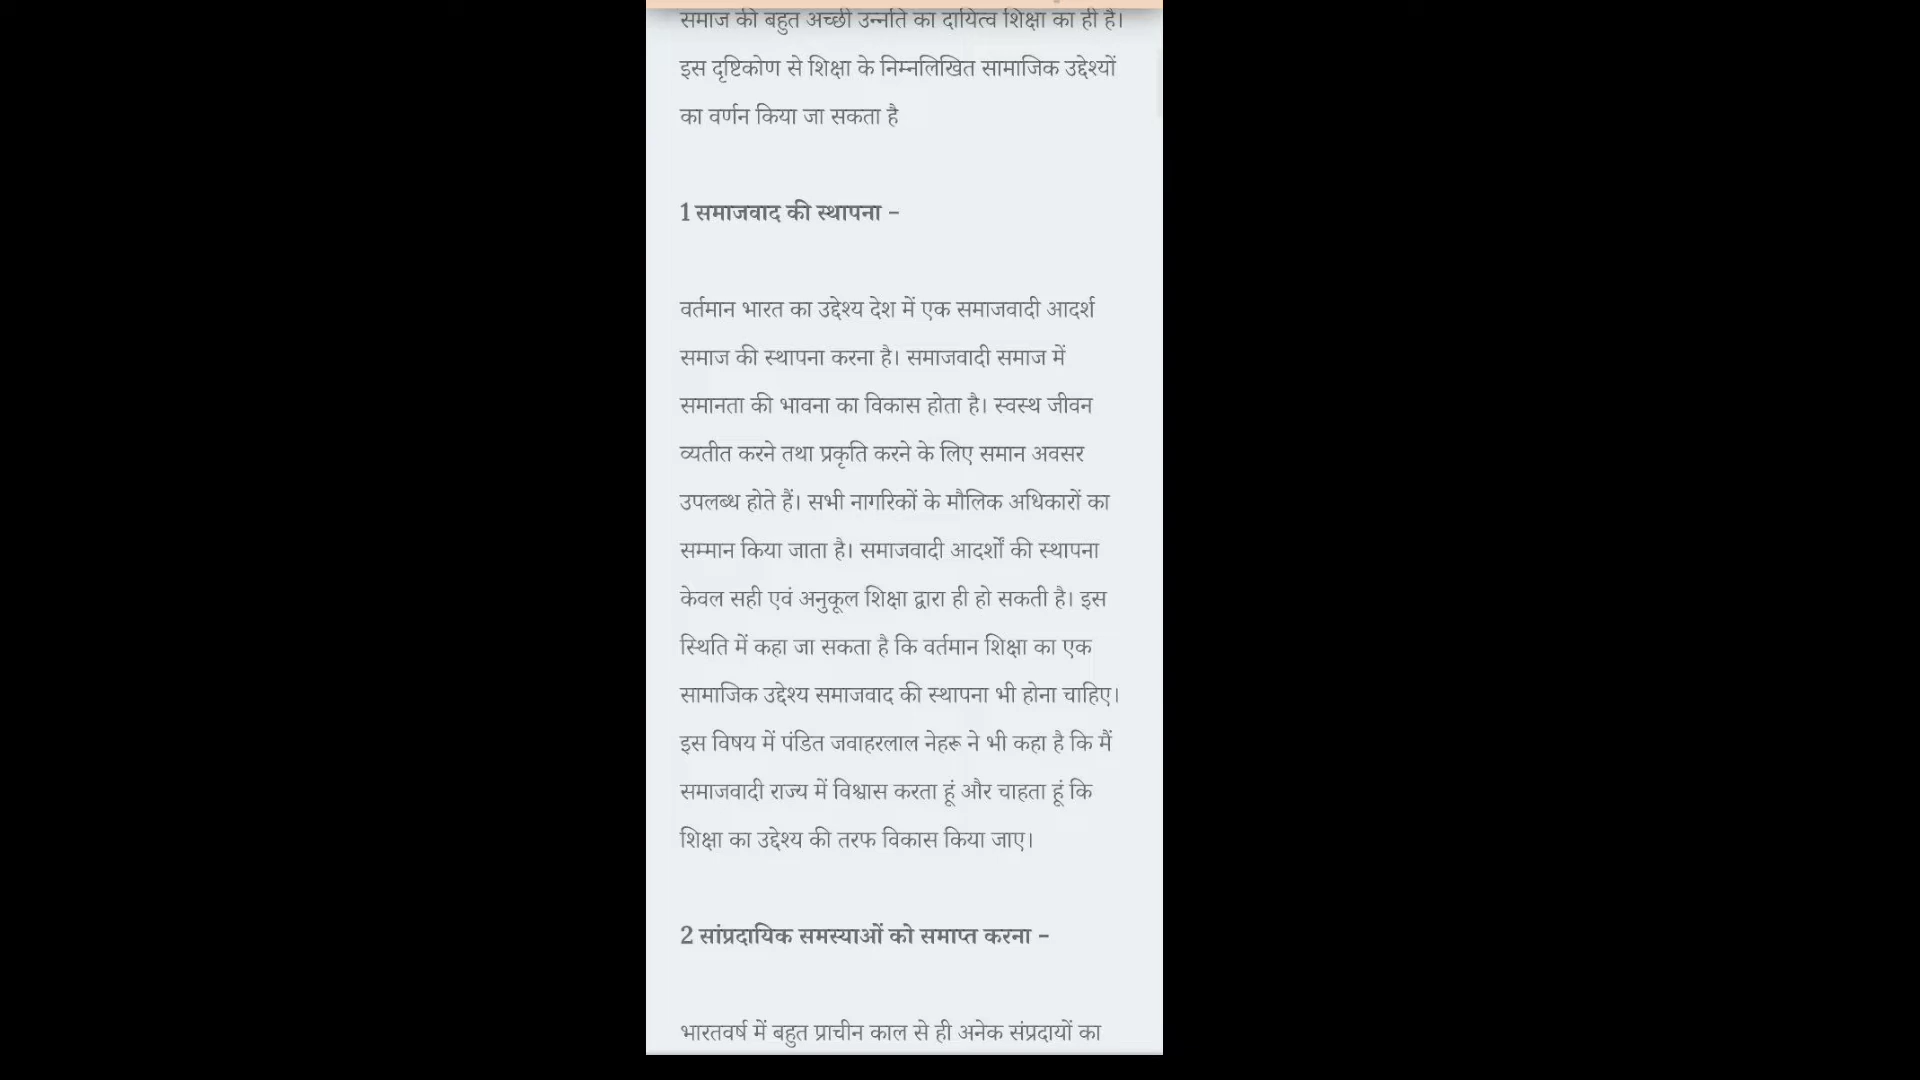 समाज की बहुत अच्छी उन्नति का दायित्व शिक्षा का ही है।
इस दृष्टिकोण से शिक्षा के निम्नलिखित सामाजिक उद्देश्यों
का वर्णन किया जा सकता है
1 समाजवाद की स्थापना –
वर्तमान भारत का उद्देश्य देश में एक समाजवादी आदर्श
समाज की स्थापना करना है। समाजवादी समाज में
समानता की भावना का विकास होता है। स्वस्थ जीवन
व्यतीत करने तथा प्रकृति करने के लिए समान अवसर
उपलब्ध होते हैं। सभी नागरिकों के मौलिक अधिकारों का
सम्मान किया जाता है। समाजवादी आदर्शों की स्थापना
केवल सही एवं अनुकूल शिक्षा द्वारा ही हो सकती है। इस
स्थिति में कहा जा सकता है कि वर्तमान शिक्षा का एक
सामाजिक उद्देश्य समाजवाद की स्थापना भी होना चाहिए।
इस विषय में पंडित जवाहरलाल नेहरू ने भी कहा है कि मैं
समाजवादी राज्य में विश्वास करता हूं और चाहता हूं कि
शिक्षा का उद्देश्य की तरफ विकास किया जाए।
2 सांप्रदायिक समस्याओं को समाप्त करना –
भारतवर्ष में बहुत प्राचीन काल से ही अनेक संप्रदायों का